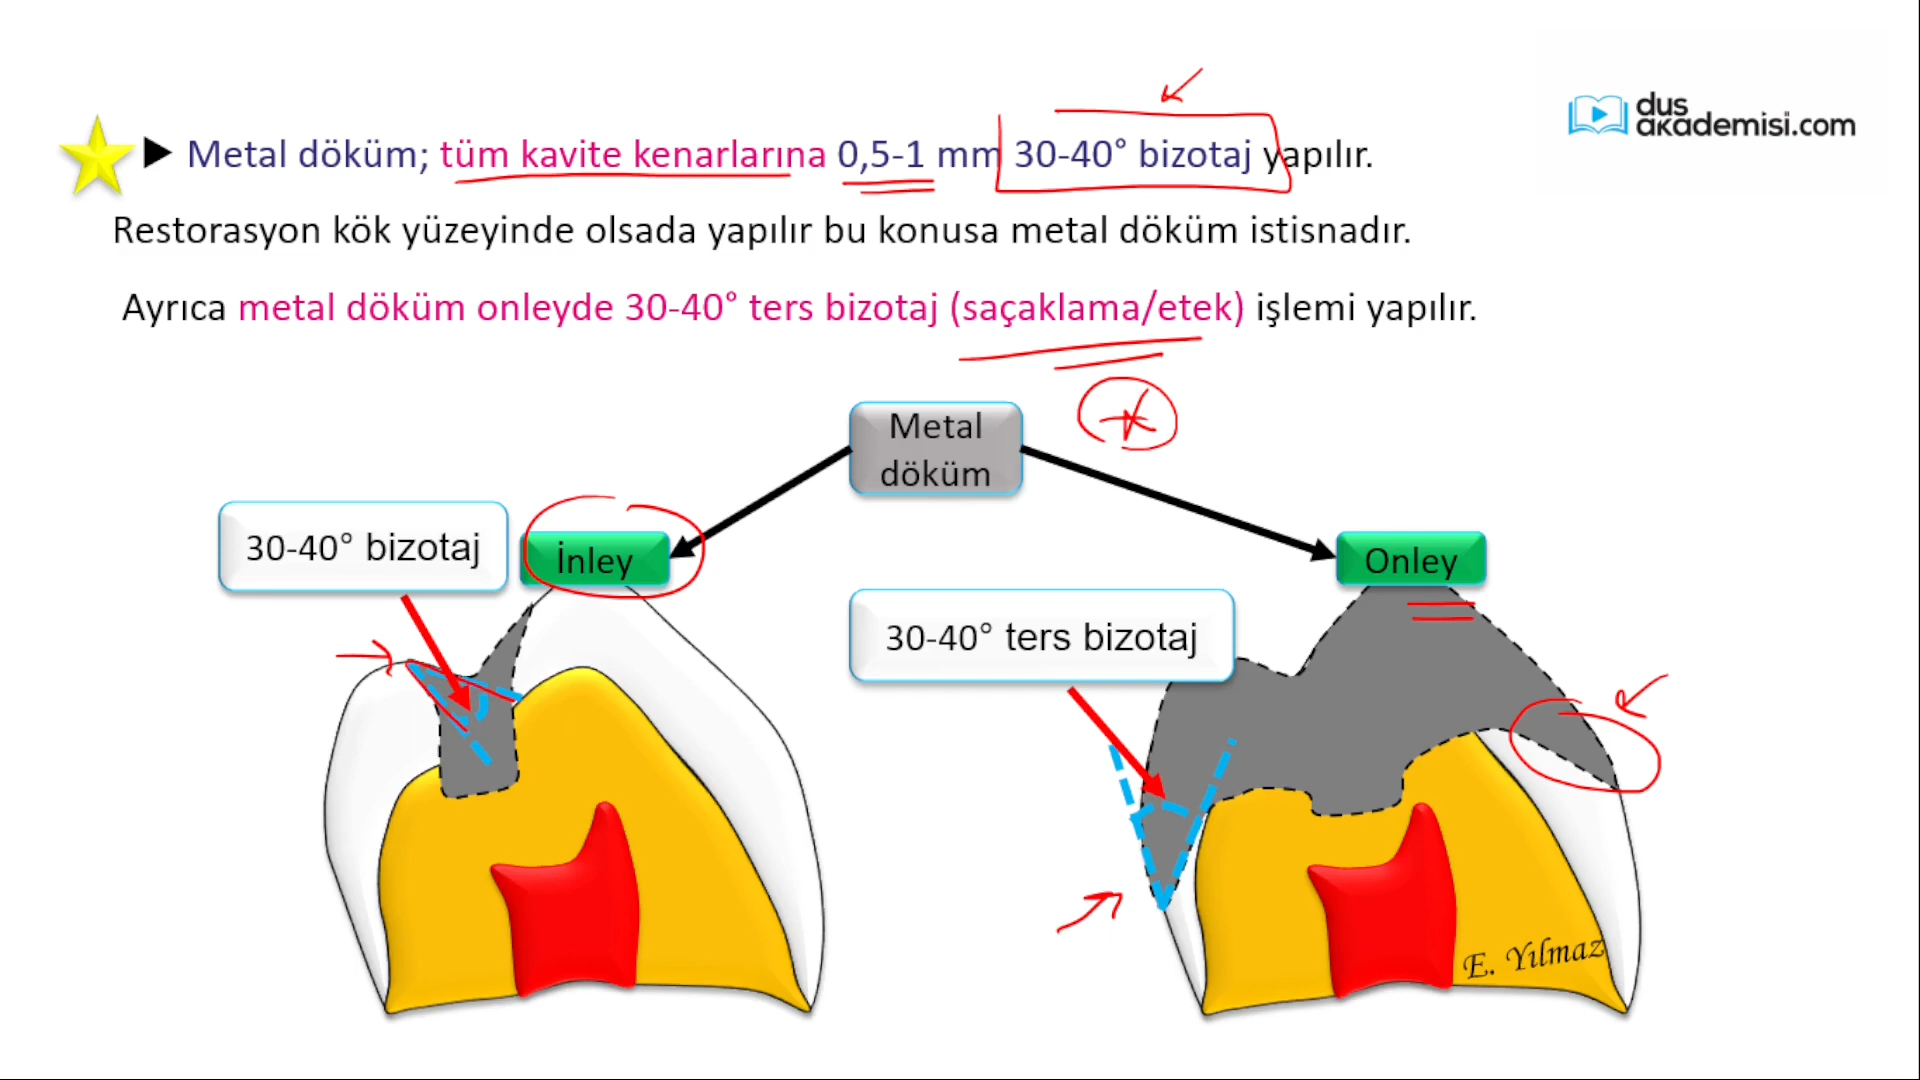 dus
akademisi.com
Metal döküm; tüm kavite kenarlarına 0,5-1 mm 30-40° bizotaj yapılır.
Restorasyon kök yüzeyinde olsada yapılır bu konusa metal döküm istisnadır.
Ayrıca metal döküm onleyde 30-40° ters bizotaj (saçaklama/etek) işlemi yapılır.
Metal
döküm
30-40° bizotaj
İnley
Onley
30-40° ters bizotaj
E. Yılmaz